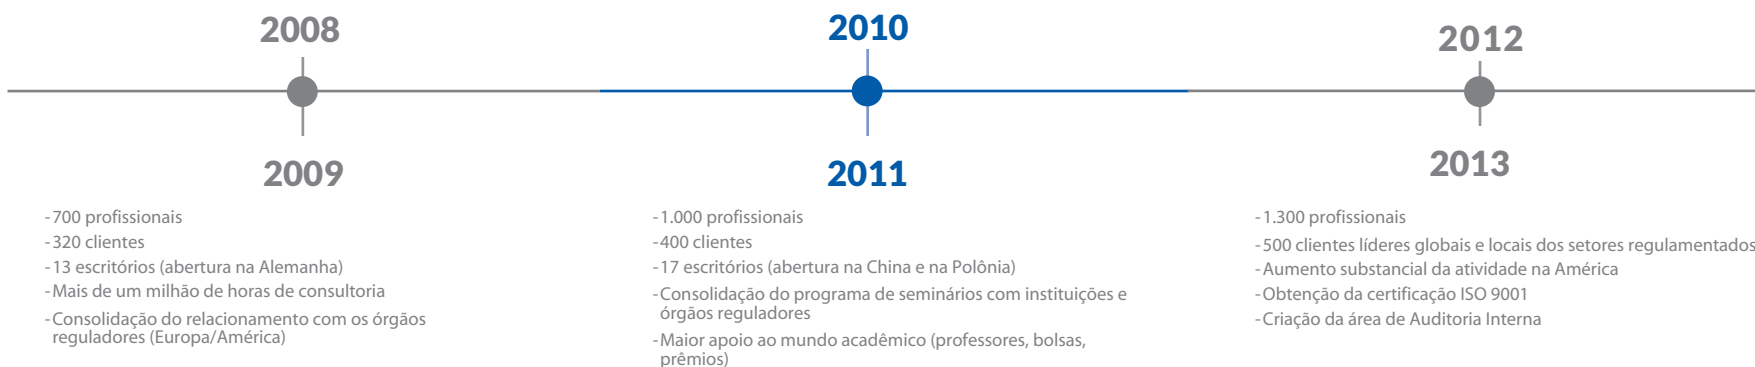 2008
2009
-700 profissionais
-320 clientes
-13 escritórios (abertura na Alemanha)
-Mais de um milhão de horas de consultoria
-Consolidação do relacionamento com os órgãos
reguladores (Europa/América)
2010
2011
-1.000 profissionais
-400 clientes
-17 escritórios (abertura na China e na Polônia)
-Consolidação do programa de seminários com instituições e
órgãos reguladores
-Maior apoio ao mundo acadêmico (professores, bolsas,
prêmios)
2012
2013
-1.300 profissionais
-500 clientes líderes globais e locais dos setores regulamentados
-Aumento substancial da atividade na América
-Obtenção da certificação ISO 9001
-Criação da área de Auditoria Interna